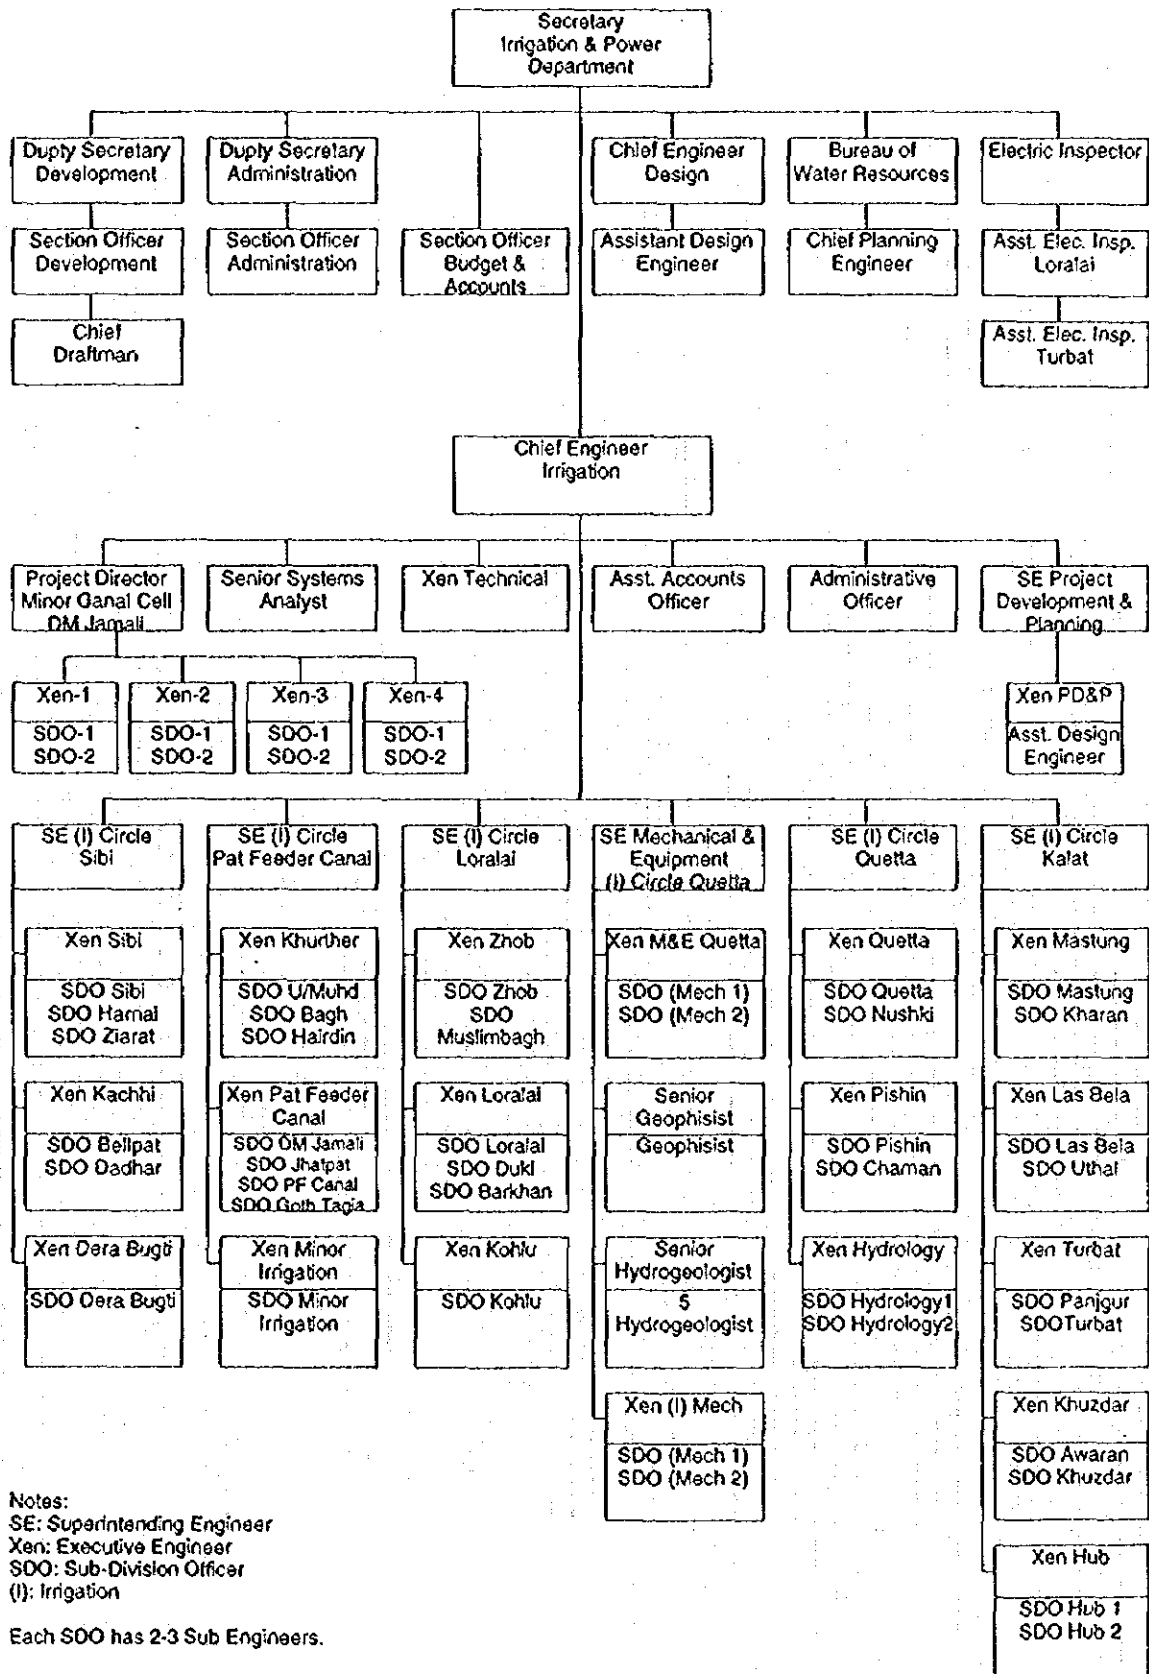 Secretary
Irrigation & Power
Department
Dupty Secretary
Development
Dupty Secretary
Administration
Chief Engineer
Design
Bureau of
Water Resources
Electric Inspector
Section Officer
Development
Section Officer
Administration
Section Officer
Budget &
Accounts
Assistant Design
Engineer
Chief Planning
Engineer
Asst. Elec. Insp.
Loralai
Chief
Draftman
Asst. Elec. Insp.
Turbat
Chief Engineer
Irrigation
Project Director
Minor Canal Cell
DM Jamali
Senior Systems
Analyst
Xen Technical
Asst. Accounts
Officer
Administrative
Officer
SE Project
Development &
Planning
Xen-1
SDO-1
SDO-2
Xen-2
SDO-1
SDO-2
Xen-3
SDO-1
SDO-2
Xen-4
SDO-1
SDO-2
Xen PD&P
Asst. Design
Engineer
SE (I) Circle
Sibi
SE (I) Circle
Pat Feeder Canal
SE (I) Circle
Loralai
SE Mechanical &
Equipment
(I) Circle Quetta
SE (I) Circle
Quetta
SE (I) Circle
Kalat
Xen Sibi
SDO Sibi
SDO Harnai
SDO Ziarat
Xen Khurther
SDO U/Muhd
SDO Bagh
SDO Hairdin
Xen Zhob
SDO Zhob
SDO
Muslimbagh
Xen M&E Quetta
SDO (Mech 1)
SDO (Mech 2)
Xen Quetta
SDO Quetta
SDO Nushki
Xen Mastung
SDO Mastung
SDO Kharan
Xen Kachhi
SDO Bellpat
SDO Dadhar
Xen Pat Feeder
Canal
SDO DM Jamali
SDO Jhatpat
SDO PF Canal
SDO Goth Tagia
Xen Loralai
SDO Loralai
SDO Duki
SDO Barkhan
Senior
Geophisist
Geophisist
Xen Pishin
SDO Pishin
SDO Chaman
Xen Las Bela
SDO Las Bela
SDO Uthal
Xen Dera Bugti
SDO Dera Bugti
Xen Minor
Irrigation
SDO Minor
Irrigation
Xen Kohlu
SDO Kohlu
Senior
Hydrogeologist
5
Hydrogeologist
Xen Hydrology
SDO Hydrology1
SDO Hydrology2
Xen Turbat
SDO Panjgur
SDOTurbat
Xen (I) Mech
SDO (Mech 1)
SDO (Mech 2)
Xen Khuzdar
SDO Awaran
SDO Khuzdar
Xen Hub
SDO Hub 1
SDO Hub 2
Notes:
SE: Superintending Engineer
Xen: Executive Engineer
SDO: Sub-Division Officer
(I): Irrigation
Each SDO has 2-3 Sub Engineers.